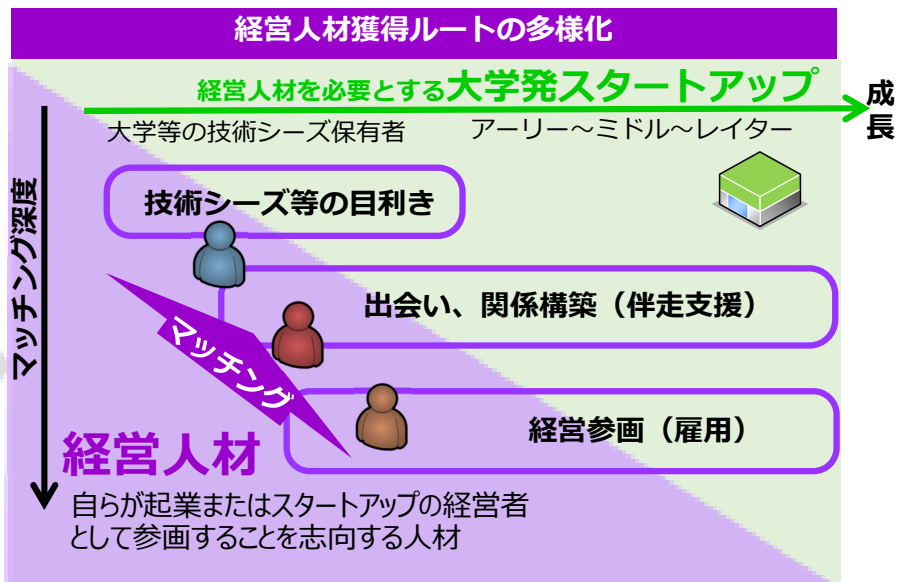 経営人材獲得ルートの多様化
経営人材を必要とする大学発スタートアップ
成長
大学等の技術シーズ保有者
アーリー～ミドル～レイター
マッチング深度
技術シーズ等の目利き
出会い、関係構築（伴走支援）
マッチング
経営参画（雇用）
経営人材
自らが起業またはスタートアップの経営者
として参画することを志向する人材